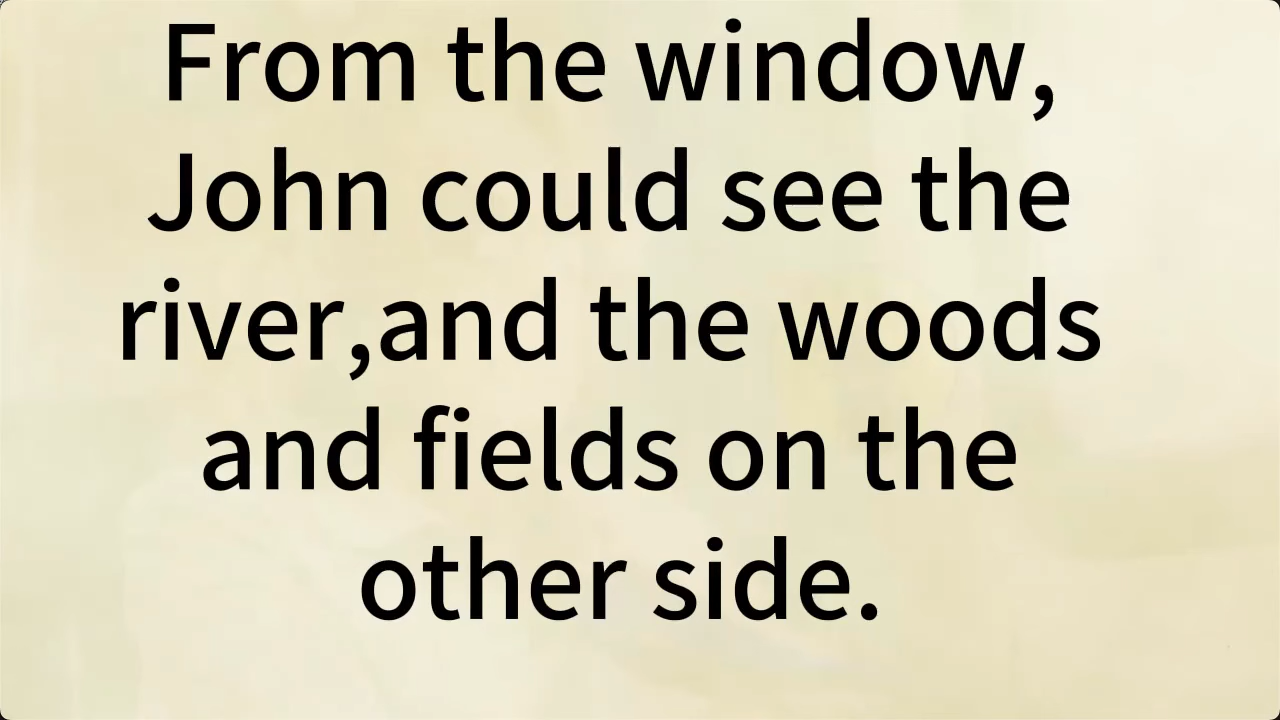 From the window,
John could see the
river,and the woods
and fields on the
other side.